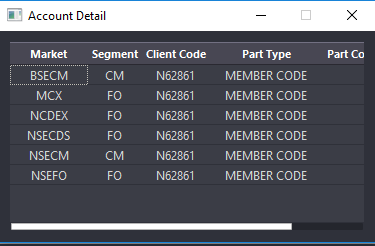 Account Detail
Market Segment Client Code Part Type Part Co
BSECM CM N62861 MEMBER CODE
MCX FO N62861 MEMBER CODE
NCDEX FO N62861 MEMBER CODE
NSECDS FO N62861 MEMBER CODE
NSECM CM N62861 MEMBER CODE
NSEFO FO N62861 MEMBER CODE